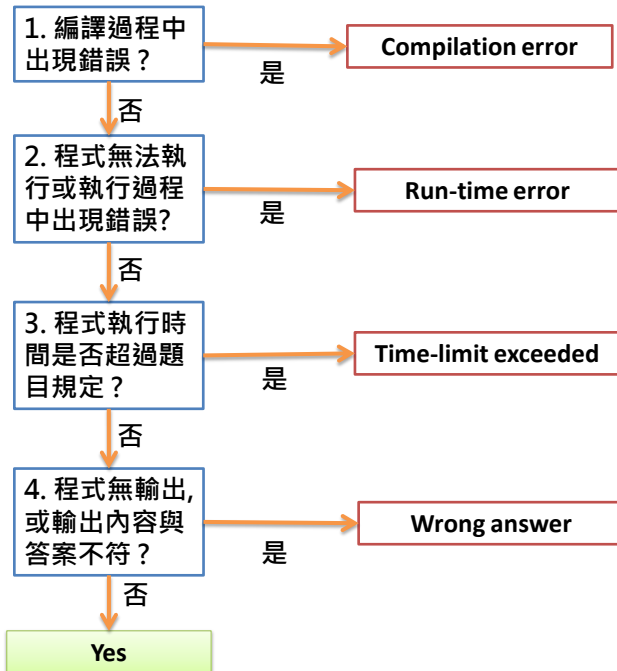 1. 編譯過程中
出現錯誤？
是
Compilation error
否
2. 程式無法執
行或執行過程
中出現錯誤?
是
Run-time error
否
3. 程式執行時
間是否超過題
目規定？
是
Time-limit exceeded
否
4. 程式無輸出,
或輸出內容與
答案不符？
是
Wrong answer
否
Yes